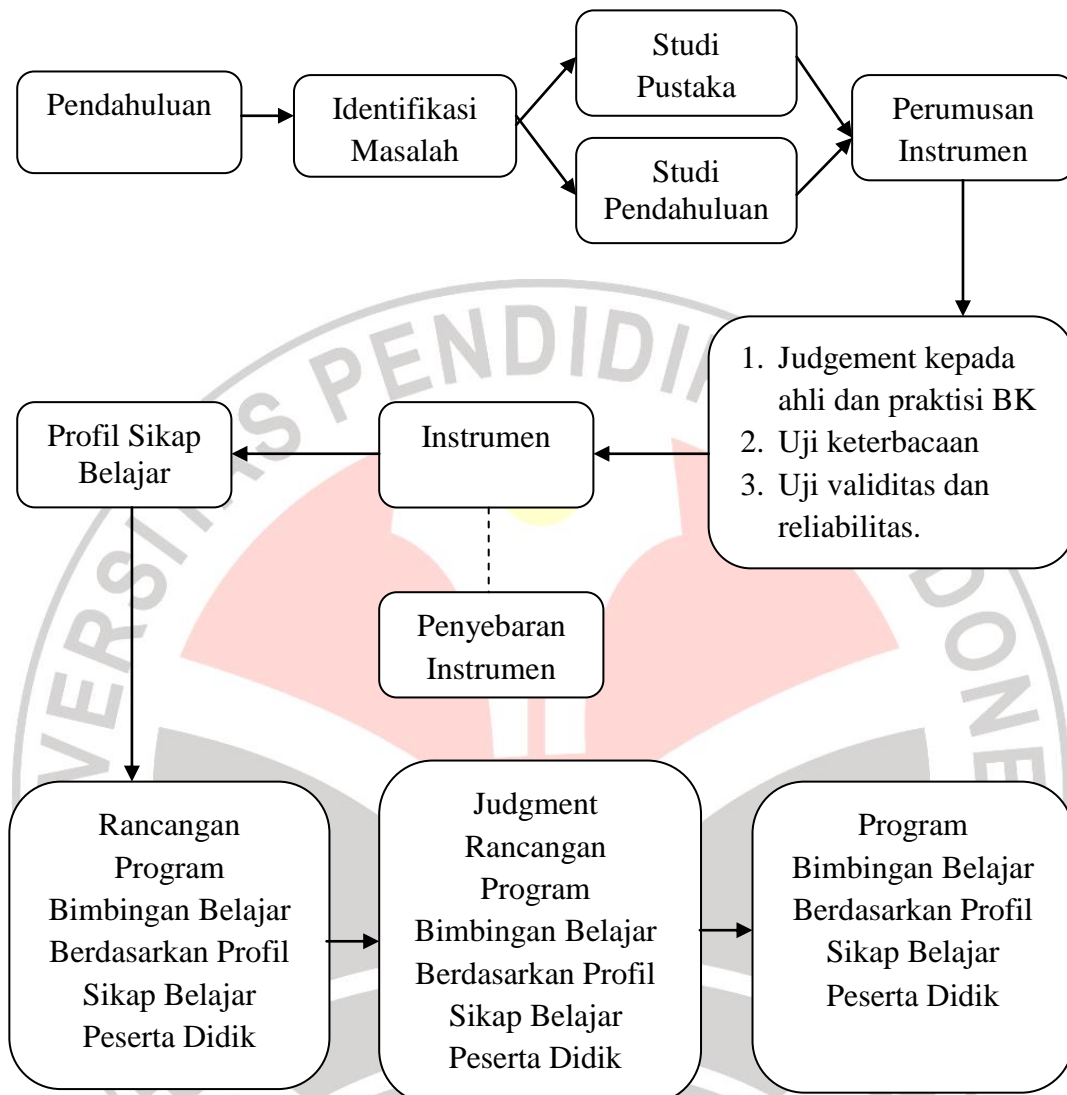 Pendahuluan
Identifikasi
Masalah
Studi
Pustaka
Studi
Pendahuluan
Perumusan
Instrumen
1. Judgement kepada
ahli dan praktisi BK
2. Uji keterbacaan
3. Uji validitas dan
reliabilitas.
Instrumen
Profil Sikap
Belajar
Penyebaran
Instrumen
Rancangan
Program
Bimbingan Belajar
Berdasarkan Profil
Sikap Belajar
Peserta Didik
Judgment
Rancangan
Program
Bimbingan Belajar
Berdasarkan Profil
Sikap Belajar
Peserta Didik
Program
Bimbingan Belajar
Berdasarkan Profil
Sikap Belajar
Peserta Didik